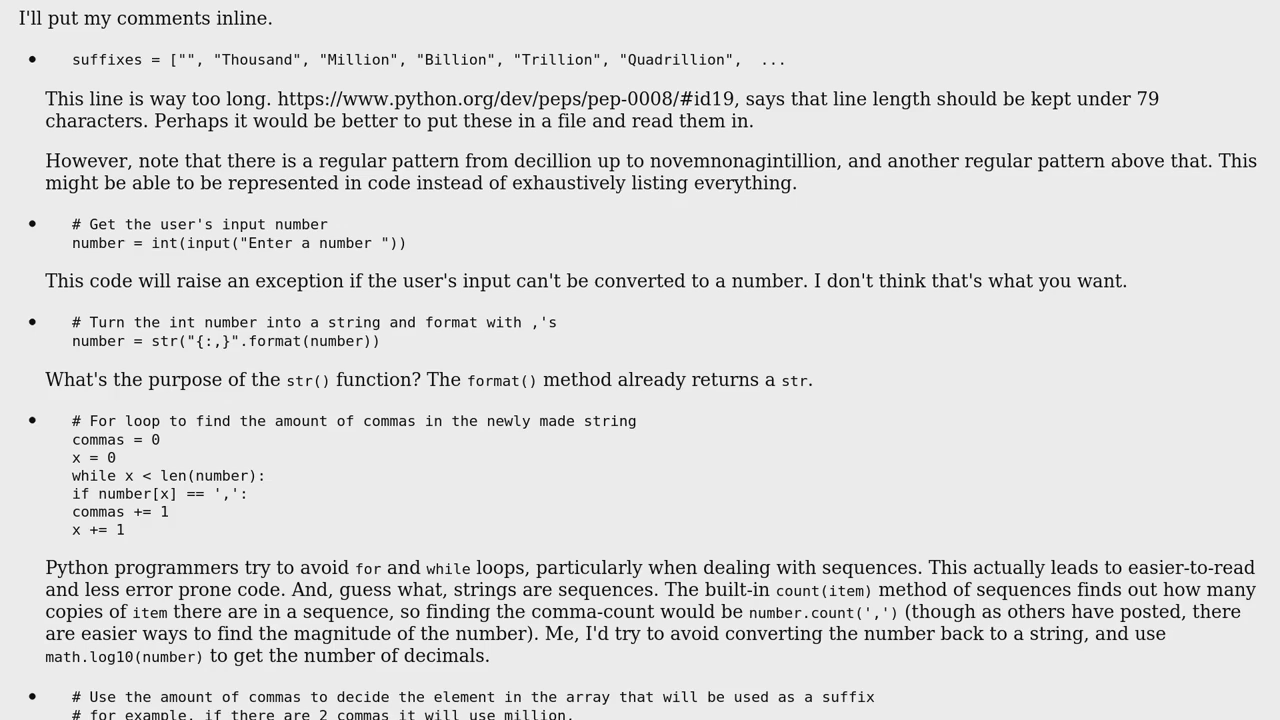 I'll put my comments inline.
suffixes = ["", "Thousand", "Million", "Billion", "Trillion", "Quadrillion",  ...
This line is way too long. https://www.python.org/dev/peps/pep-0008/#id19, says that line length should be kept under 79
characters. Perhaps it would be better to put these in a file and read them in.
However, note that there is a regular pattern from decillion up to novemnonagintillion, and another regular pattern above that. This
might be able to be represented in code instead of exhaustively listing everything.
# Get the user's input number
number = int(input("Enter a number "))
This code will raise an exception if the user's input can't be converted to a number. I don't think that's what you want.
# Turn the int number into a string and format with ,'s
number = str("{:,}".format(number))
What's the purpose of the str() function? The format() method already returns a str.
# For loop to find the amount of commas in the newly made string
commas = 0
x = 0
while x < len(number):
if number[x] == ',':
commas += 1
x += 1
Python programmers try to avoid for and while loops, particularly when dealing with sequences. This actually leads to easier-to-read
and less error prone code. And, guess what, strings are sequences. The built-in count(item) method of sequences finds out how many
copies of item there are in a sequence, so finding the comma-count would be number.count(',') (though as others have posted, there
are easier ways to find the magnitude of the number). Me, I'd try to avoid converting the number back to a string, and use
math.log10(number) to get the number of decimals.
# Use the amount of commas to decide the element in the array that will be used as a suffix
# for example, if there are 2 commas it will use million,